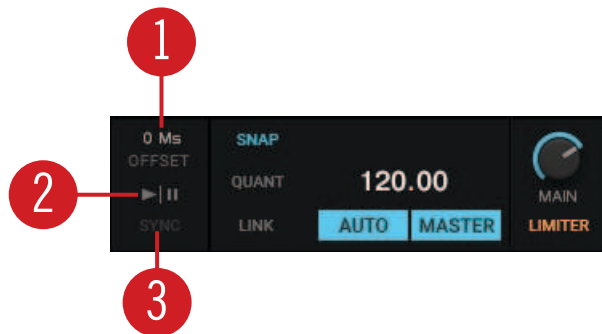 1
0 Ms
OFFSET
2
SYNC
3
SNAP
QUANT
120.00
LINK
AUTO
MASTER
MAIN
LIMITER